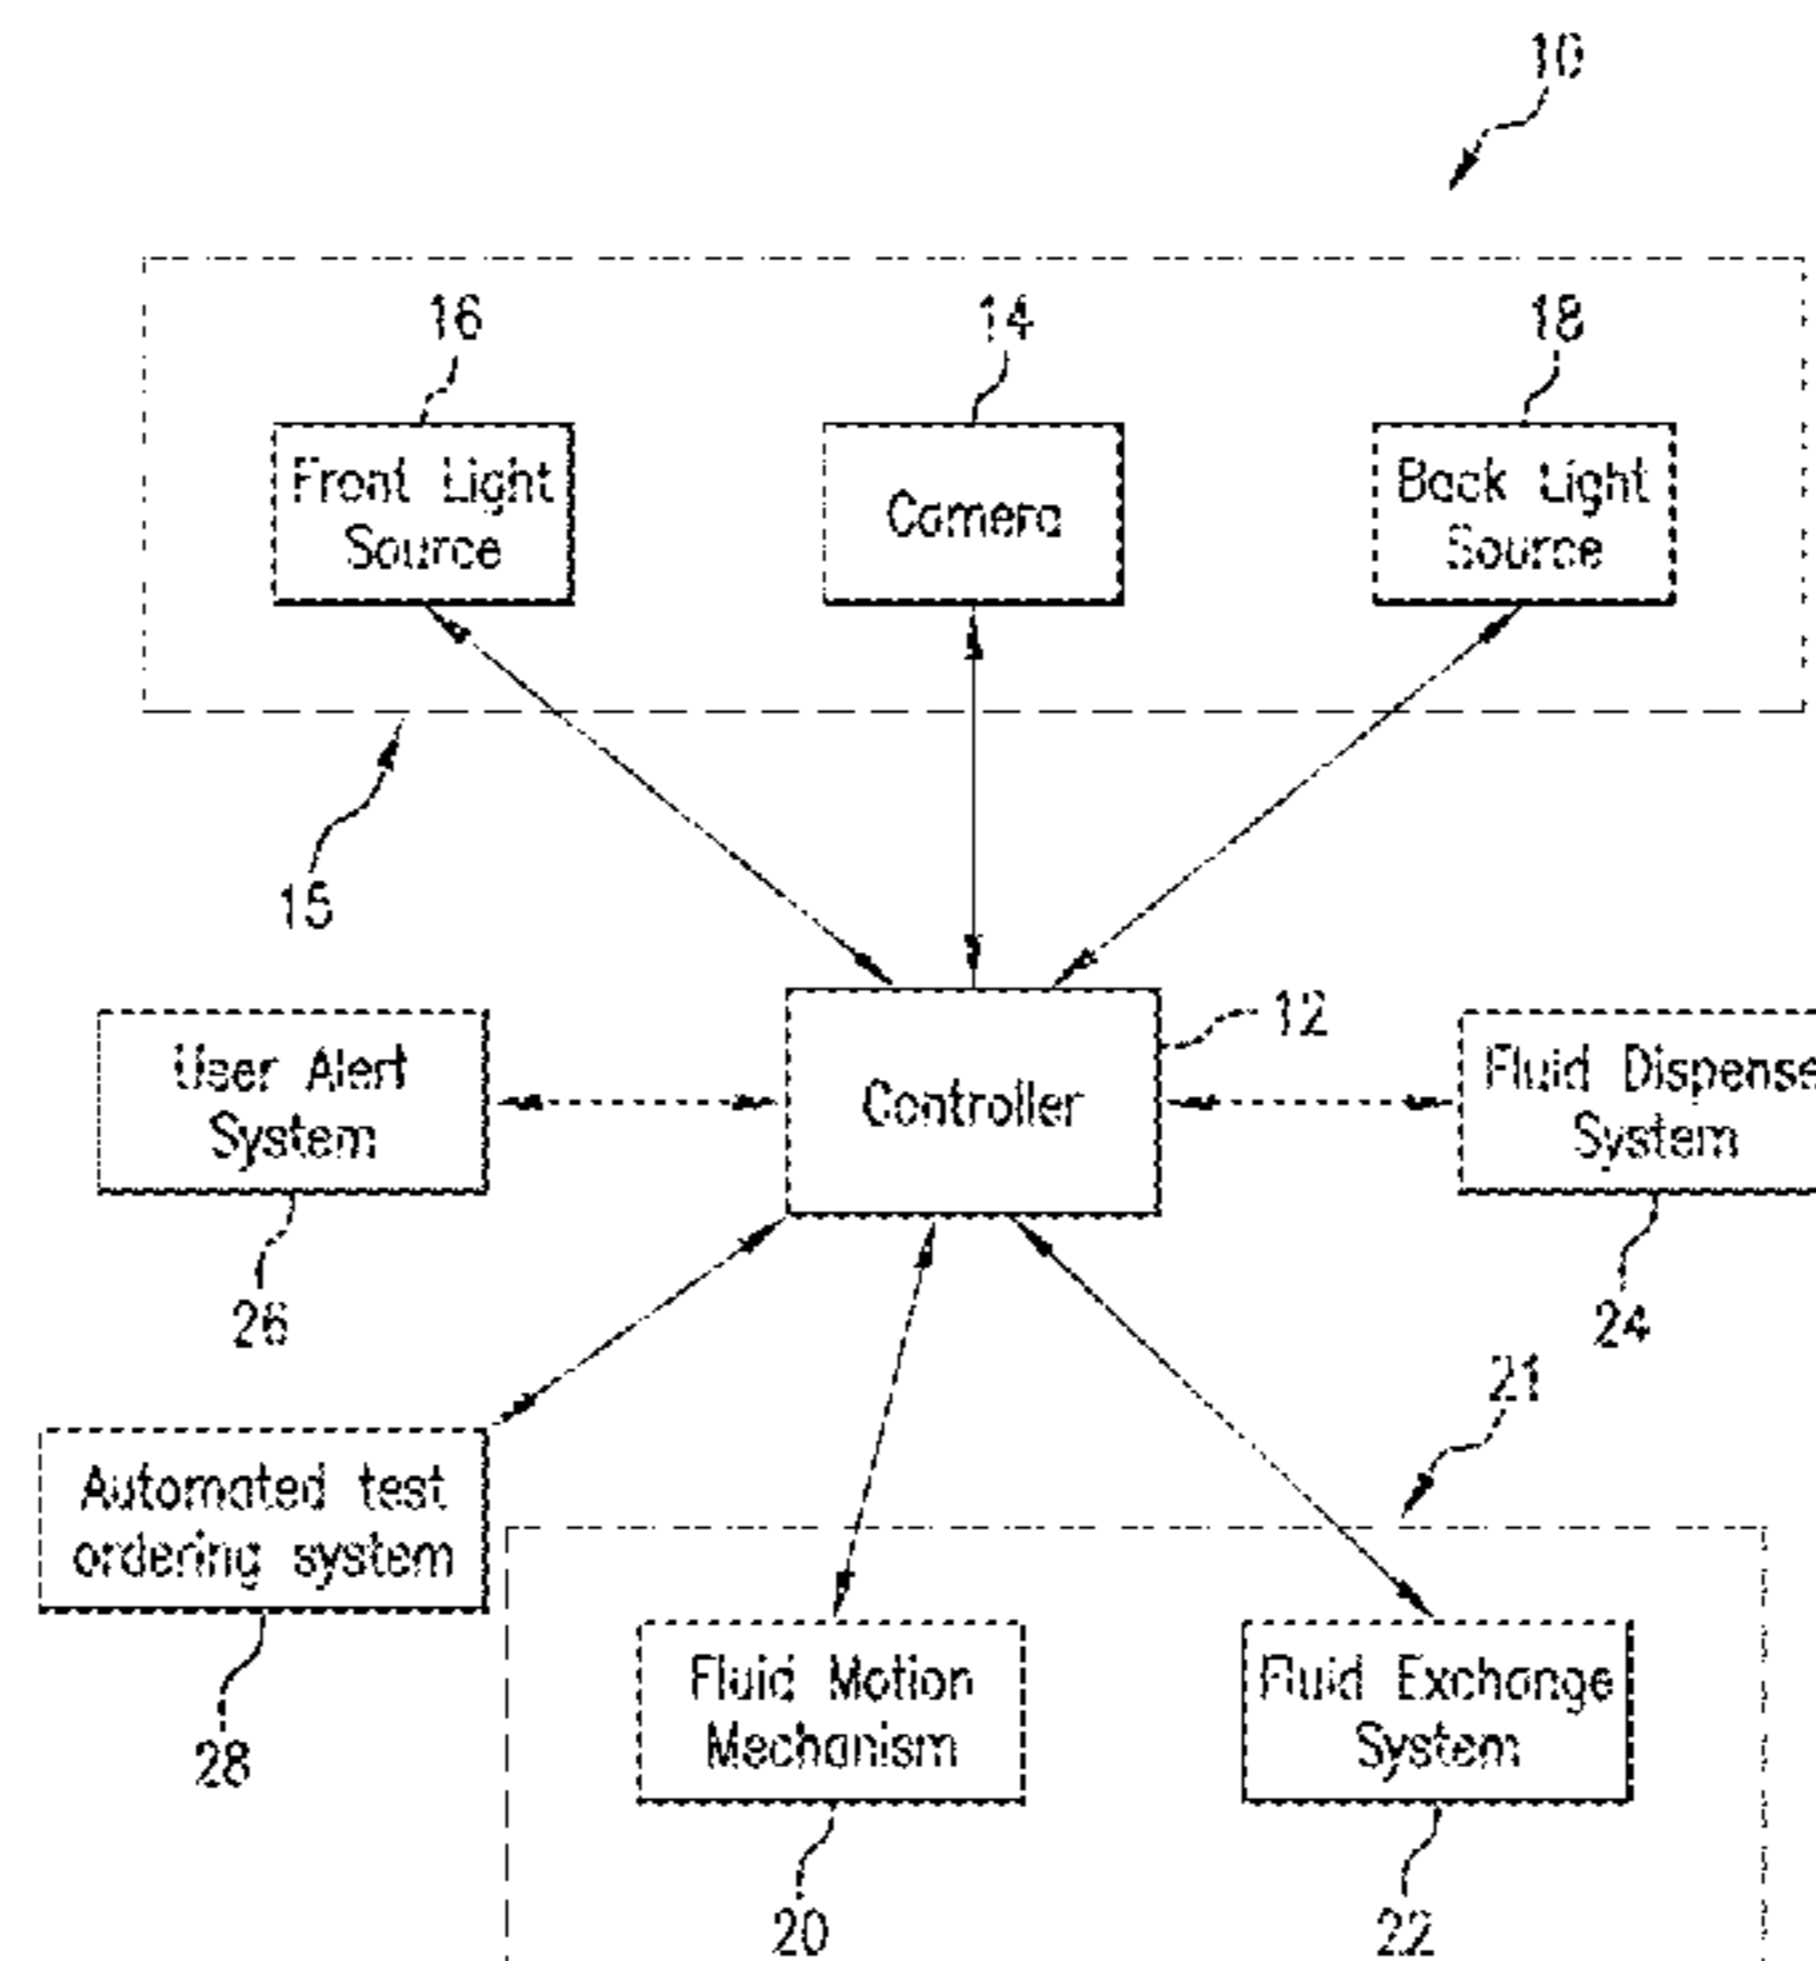 10
16
14
18
Front Light
Source
Camera
Back Light
Source
15
12
User Alert
System
Controller
Fluid Dispense
System
26
24
21
Automated test
ordering system
Fluid Motion
Mechanism
Fluid Exchange
System
28
20
22